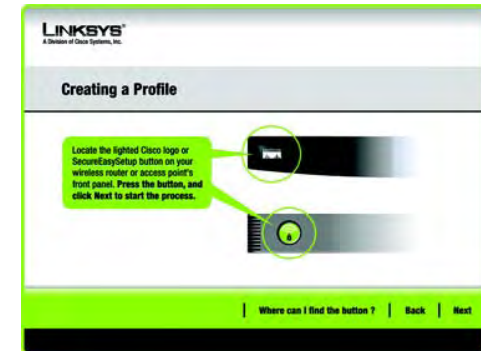 LINKSYS®
A Division of Cisco Systems, Inc.
Creating a Profile
Locate the lighted Cisco logo or
SecureEasySetup button on your
wireless router or access point's
front panel. Press the button, and
click Next to start the process.
Where can I find the button ? | Back | Next